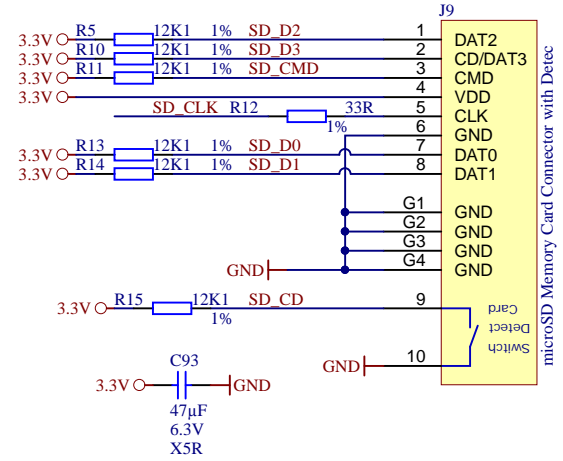 J9
3.3V R5 12K1 1% SD_D2 1 DAT2
3.3V R10 12K1 1% SD_D3 2 CD/DAT3
3.3V R11 12K1 1% SD_CMD 3 CMD
3.3V 4 VDD
SD_CLK R12 33R 1% 5 CLK
6 GND
3.3V R13 12K1 1% SD_D0 7 DAT0
3.3V R14 12K1 1% SD_D1 8 DAT1
G1 GND
G2 GND
G3 GND
GND G4 GND
3.3V R15 12K1 1% SD_CD 9
Card
Detect
Switch
GND 10
microSD Memory Card Connector with Detec
C93
3.3V GND
47µF
6.3V
X5R